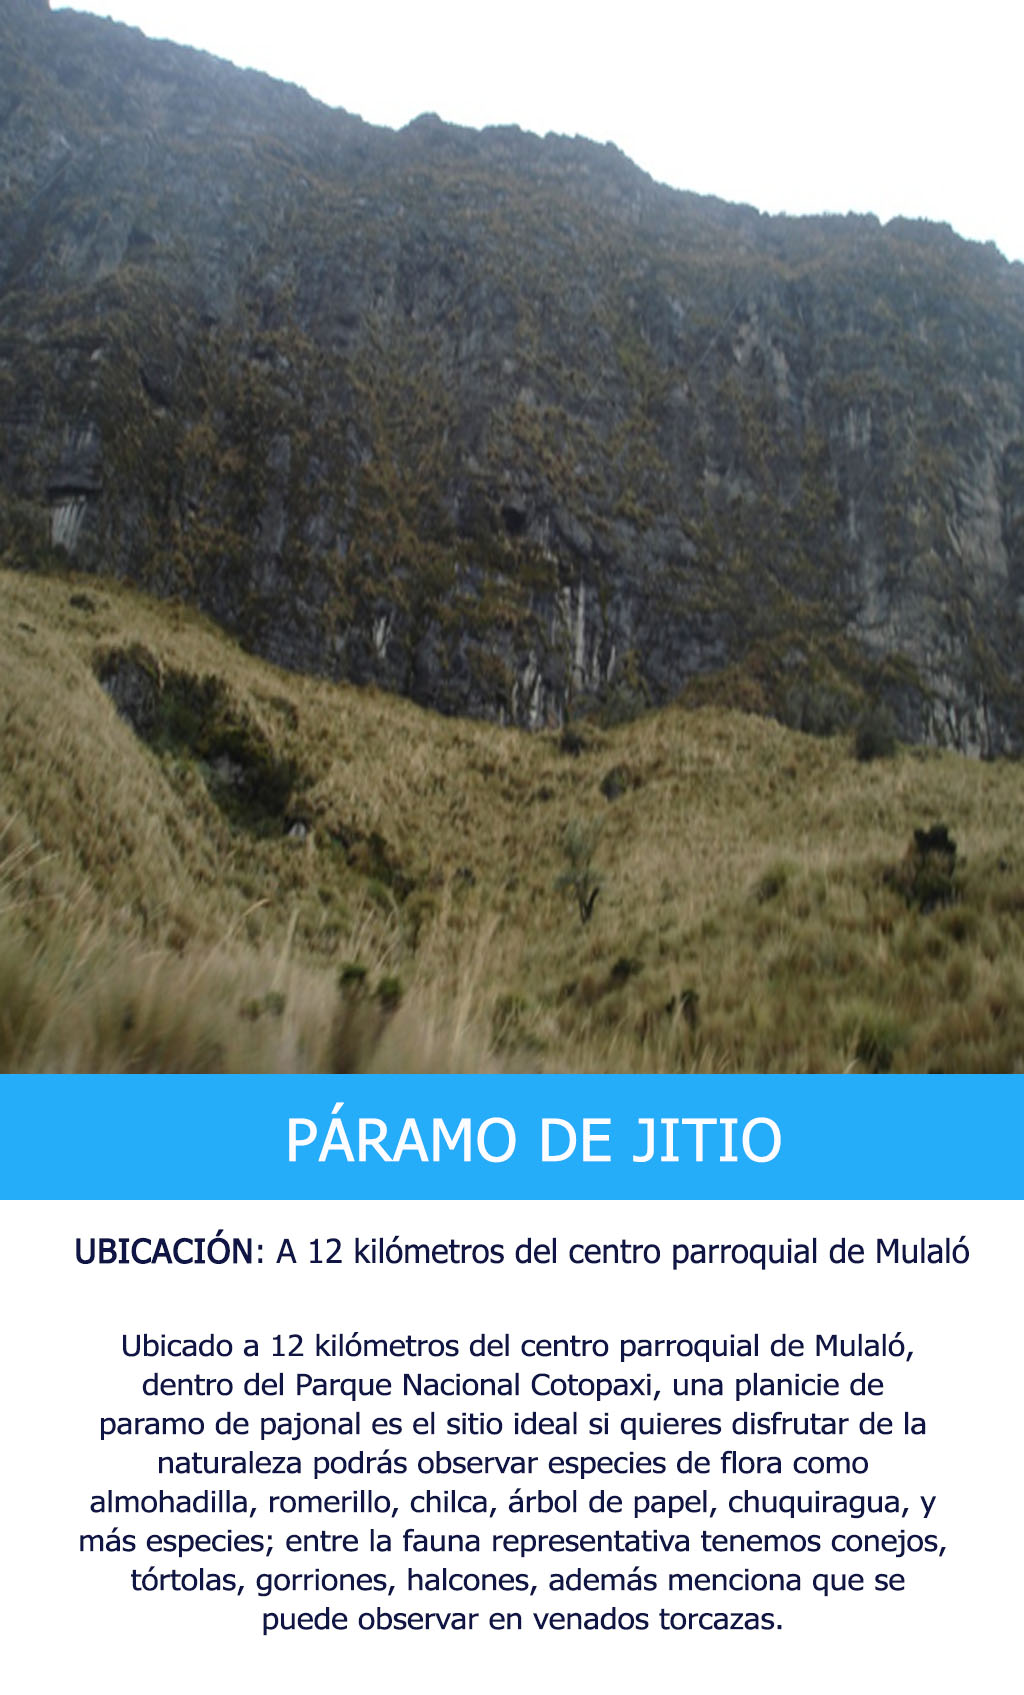 PÁRAMO DE JITIO
UBICACIÓN: A 12 kilómetros del centro parroquial de Mulaló
Ubicado a 12 kilómetros del centro parroquial de Mulaló,
dentro del Parque Nacional Cotopaxi, una planicie de
paramo de pajonal es el sitio ideal si quieres disfrutar de la
naturaleza podrás observar especies de flora como
almohadilla, romerillo, chilca, árbol de papel, chuquiragua, y
más especies; entre la fauna representativa tenemos conejos,
tórtolas, gorriones, halcones, además menciona que se
puede observar en venados torcazas.